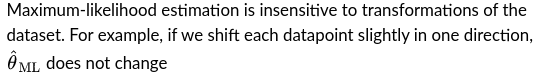 Maximum-likelihood estimation is insensitive to transformations of the
dataset. For example, if we shift each datapoint slightly in one direction,
θ̂ ML does not change